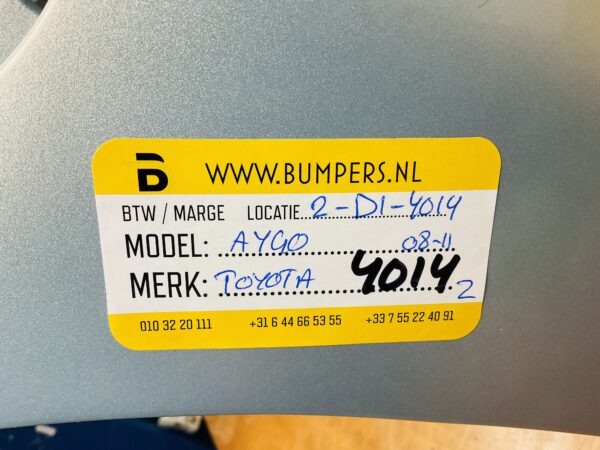 B WWW.BUMPERS.NL
BTW / MARGE LOCATIE 2-D1-4014
MODEL: AYGO 08-11
MERK: TOYOTA 4014 2
010 32 20 111 +31 6 44 66 53 55 +33 7 55 22 40 91